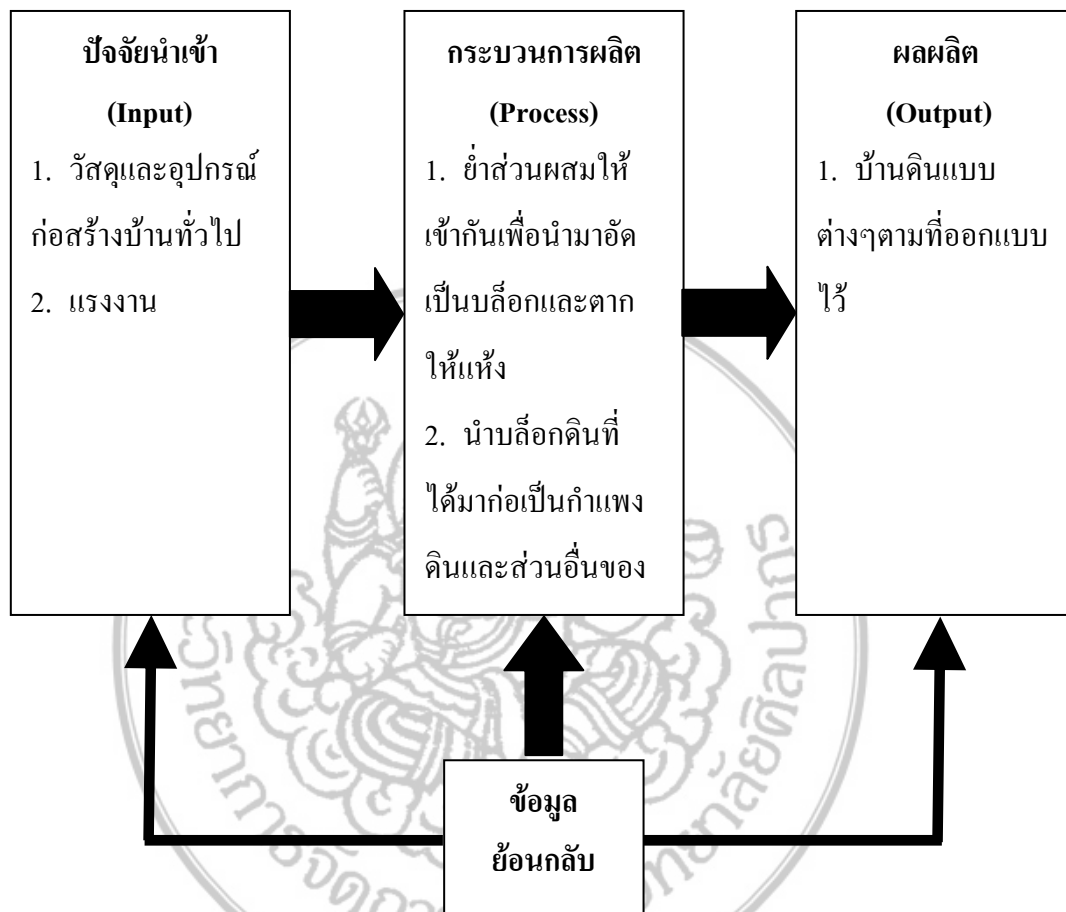 ปัจจัยนำเข้า
(Input)
1. วัสดุและอุปกรณ์
ก่อสร้างบ้านทั่วไป
2. แรงงาน
กระบวนการผลิต
(Process)
1. ย่ำส่วนผสมให้
เข้ากันเพื่อนำมาอัด
เป็นบล็อกและตาก
ให้แห้ง
2. นำบล็อกดินที่
ได้มาก่อเป็นกำแพง
ดินและส่วนอื่นของ
ผลผลิต
(Output)
1. บ้านดินแบบ
ต่างๆตามที่ออกแบบ
ไว้
ข้อมูล
ย้อนกลับ